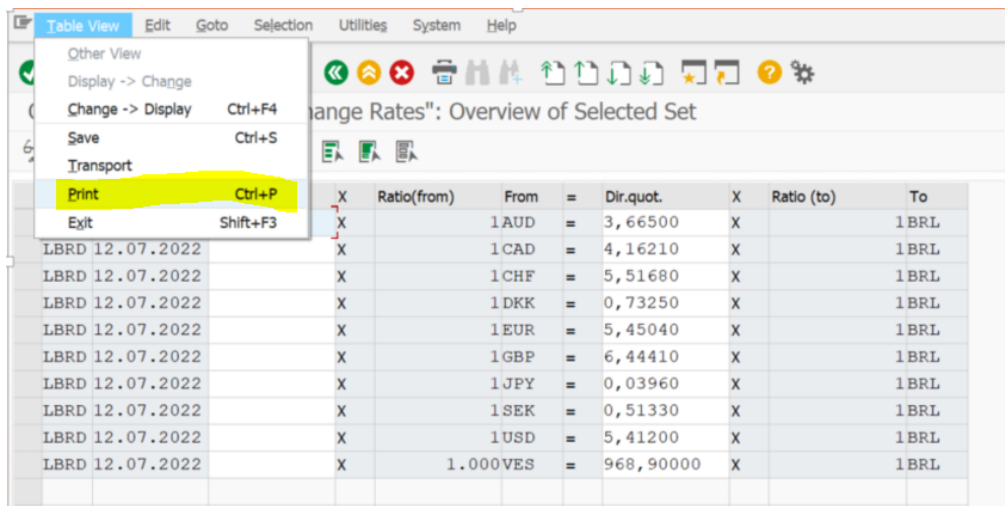 Table View Edit Goto Selection Utilities System Help
Other View
Display -> Change
Change -> Display Ctrl+F4
ange Rates": Overview of Selected Set
Save Ctrl+S
Transport
Print Ctrl+P
Exit Shift+F3
X Ratio(from) From = Dir.quot. X Ratio (to) To
X 1 AUD = 3,66500 X 1 BRL
LBRD 12.07.2022 X 1 CAD = 4,16210 X 1 BRL
LBRD 12.07.2022 X 1 CHF = 5,51680 X 1 BRL
LBRD 12.07.2022 X 1 DKK = 0,73250 X 1 BRL
LBRD 12.07.2022 X 1 EUR = 5,45040 X 1 BRL
LBRD 12.07.2022 X 1 GBP = 6,44410 X 1 BRL
LBRD 12.07.2022 X 1 JPY = 0,03960 X 1 BRL
LBRD 12.07.2022 X 1 SEK = 0,51330 X 1 BRL
LBRD 12.07.2022 X 1 USD = 5,41200 X 1 BRL
LBRD 12.07.2022 X 1.000 VES = 968,90000 X 1 BRL